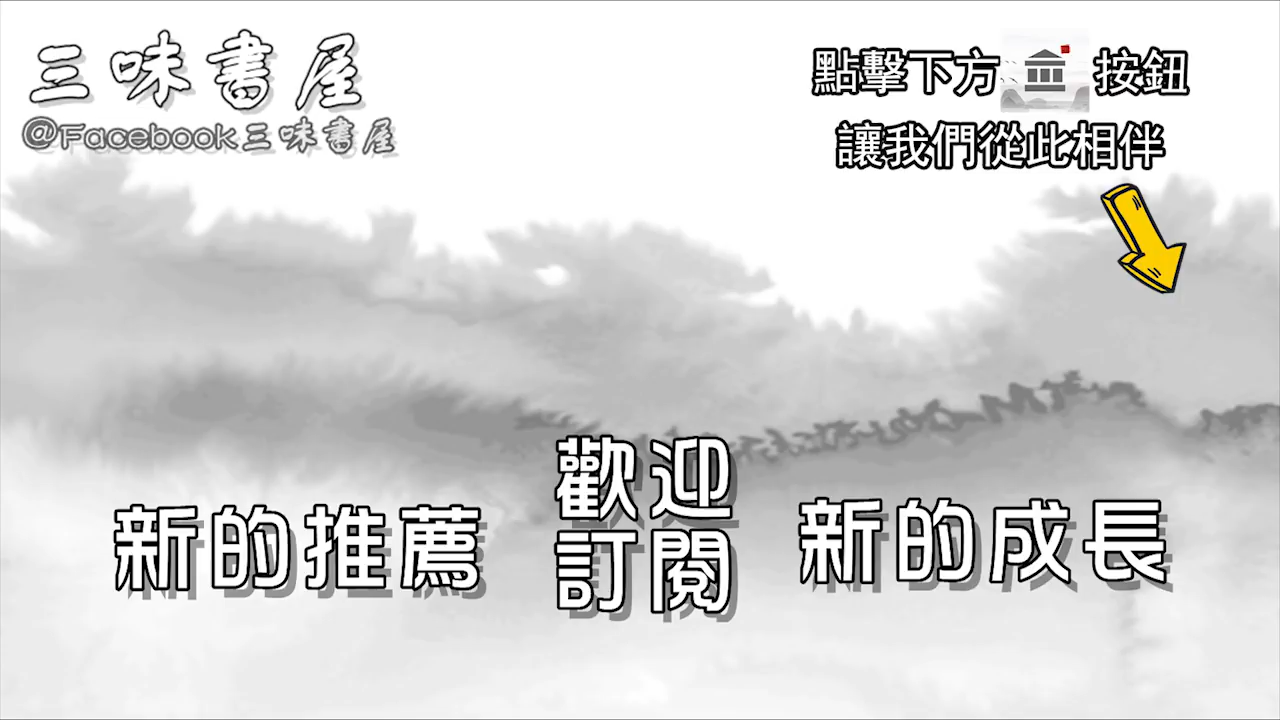 三味書屋
@Facebook三味書屋
點擊下方 按鈕
讓我們從此相伴
新的推薦
歡迎
訂閱
新的成長